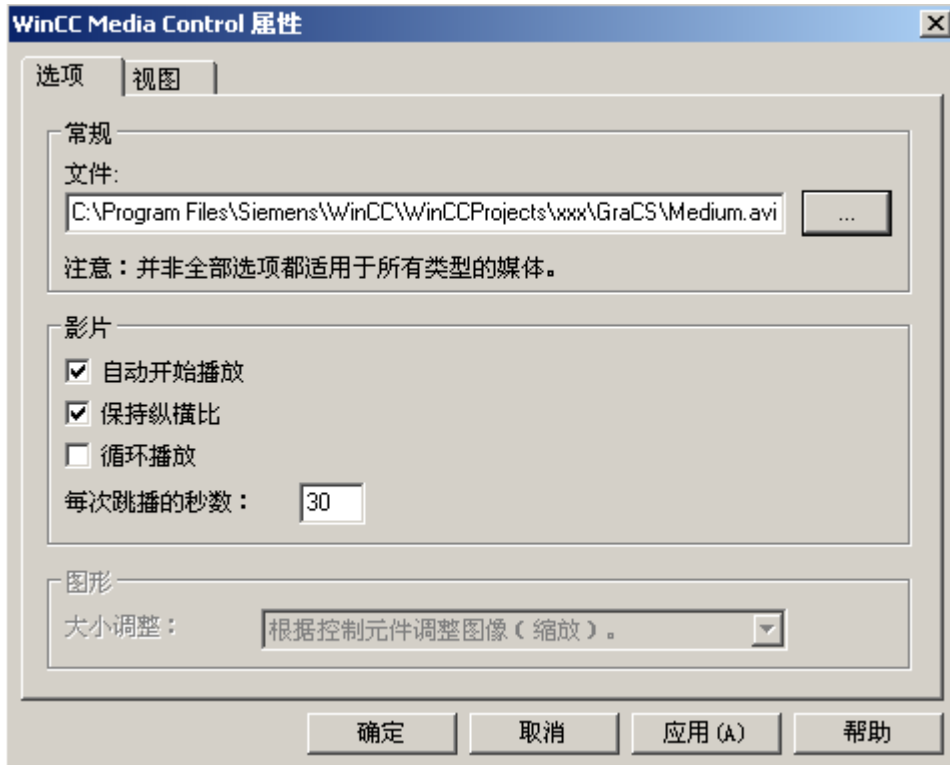 WinCC Media Control 属性
选项 视图
常规
文件:
C:\Program Files\Siemens\WinCC\WinCCProjects\xxx\GraCS\Medium.avi ...
注意：并非全部选项都适用于所有类型的媒体。
影片
自动开始播放
保持纵横比
循环播放
每次跳播的秒数： 30
图形
大小调整： 根据控制元件调整图像（缩放）。
确定 取消 应用(A) 帮助